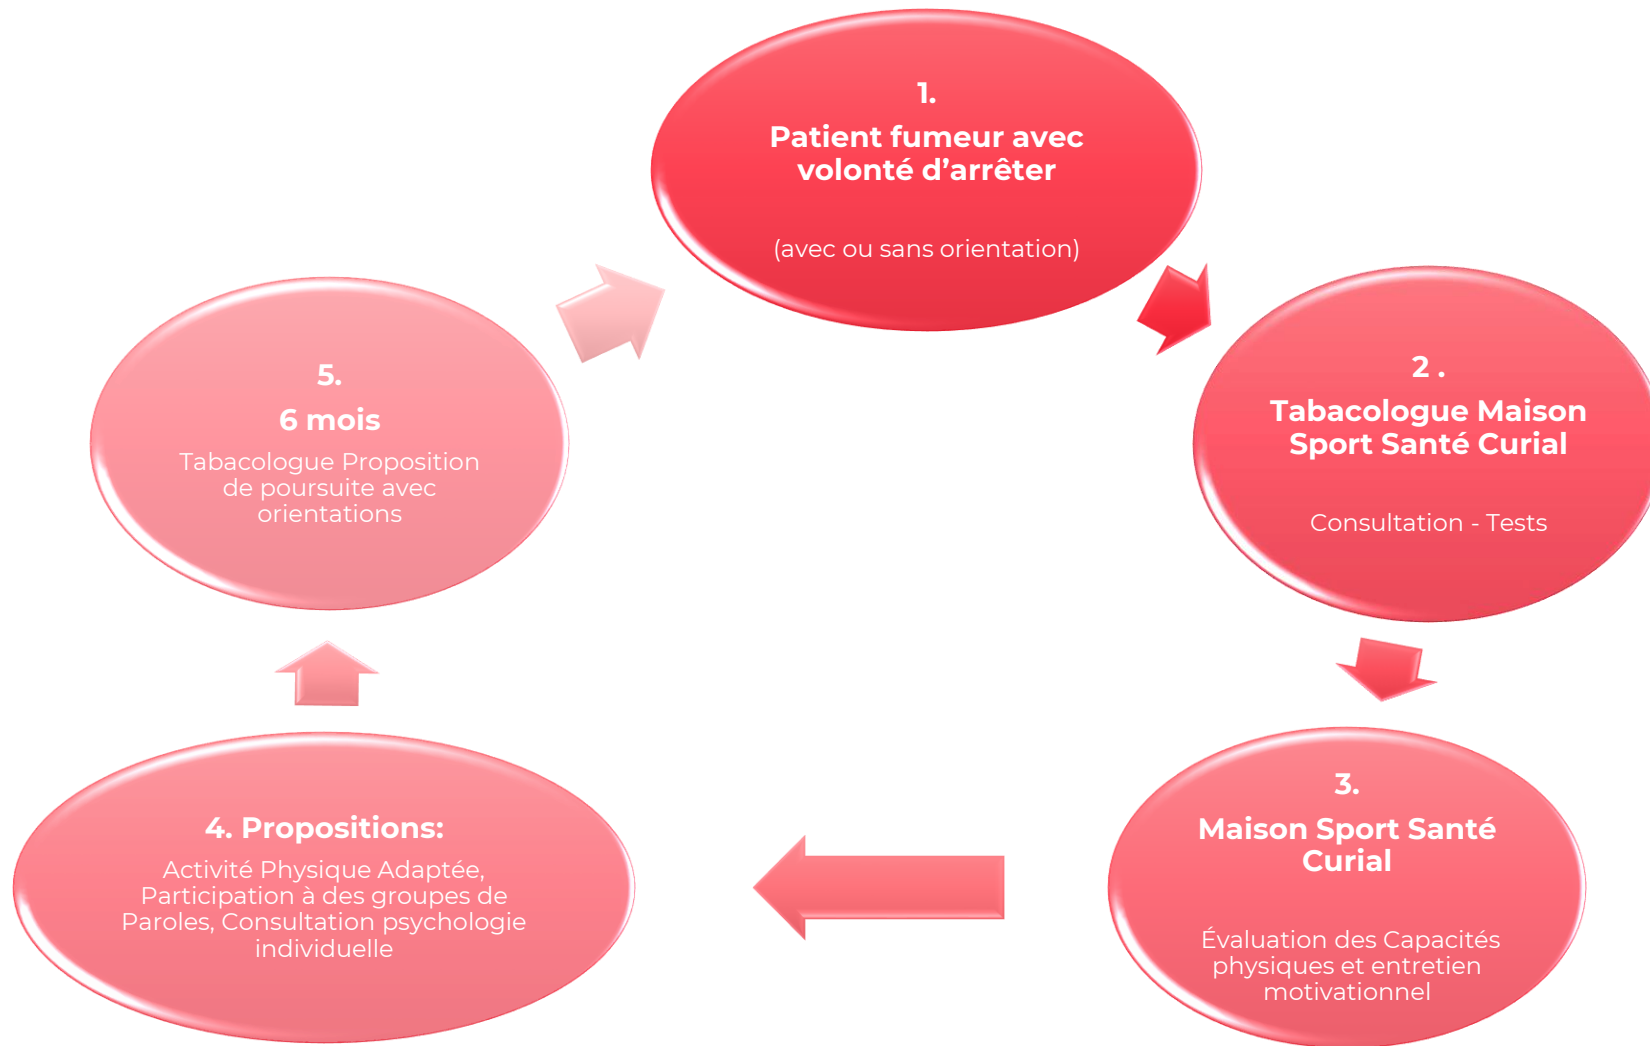 1.
Patient fumeur avec
volonté d’arrêter
(avec ou sans orientation)
2 .
Tabacologue Maison
Sport Santé Curial
Consultation - Tests
3.
Maison Sport Santé
Curial
Évaluation des Capacités
physiques et entretien
motivationnel
4. Propositions:
Activité Physique Adaptée,
Participation à des groupes de
Paroles, Consultation psychologie
individuelle
5.
6 mois
Tabacologue Proposition
de poursuite avec
orientations